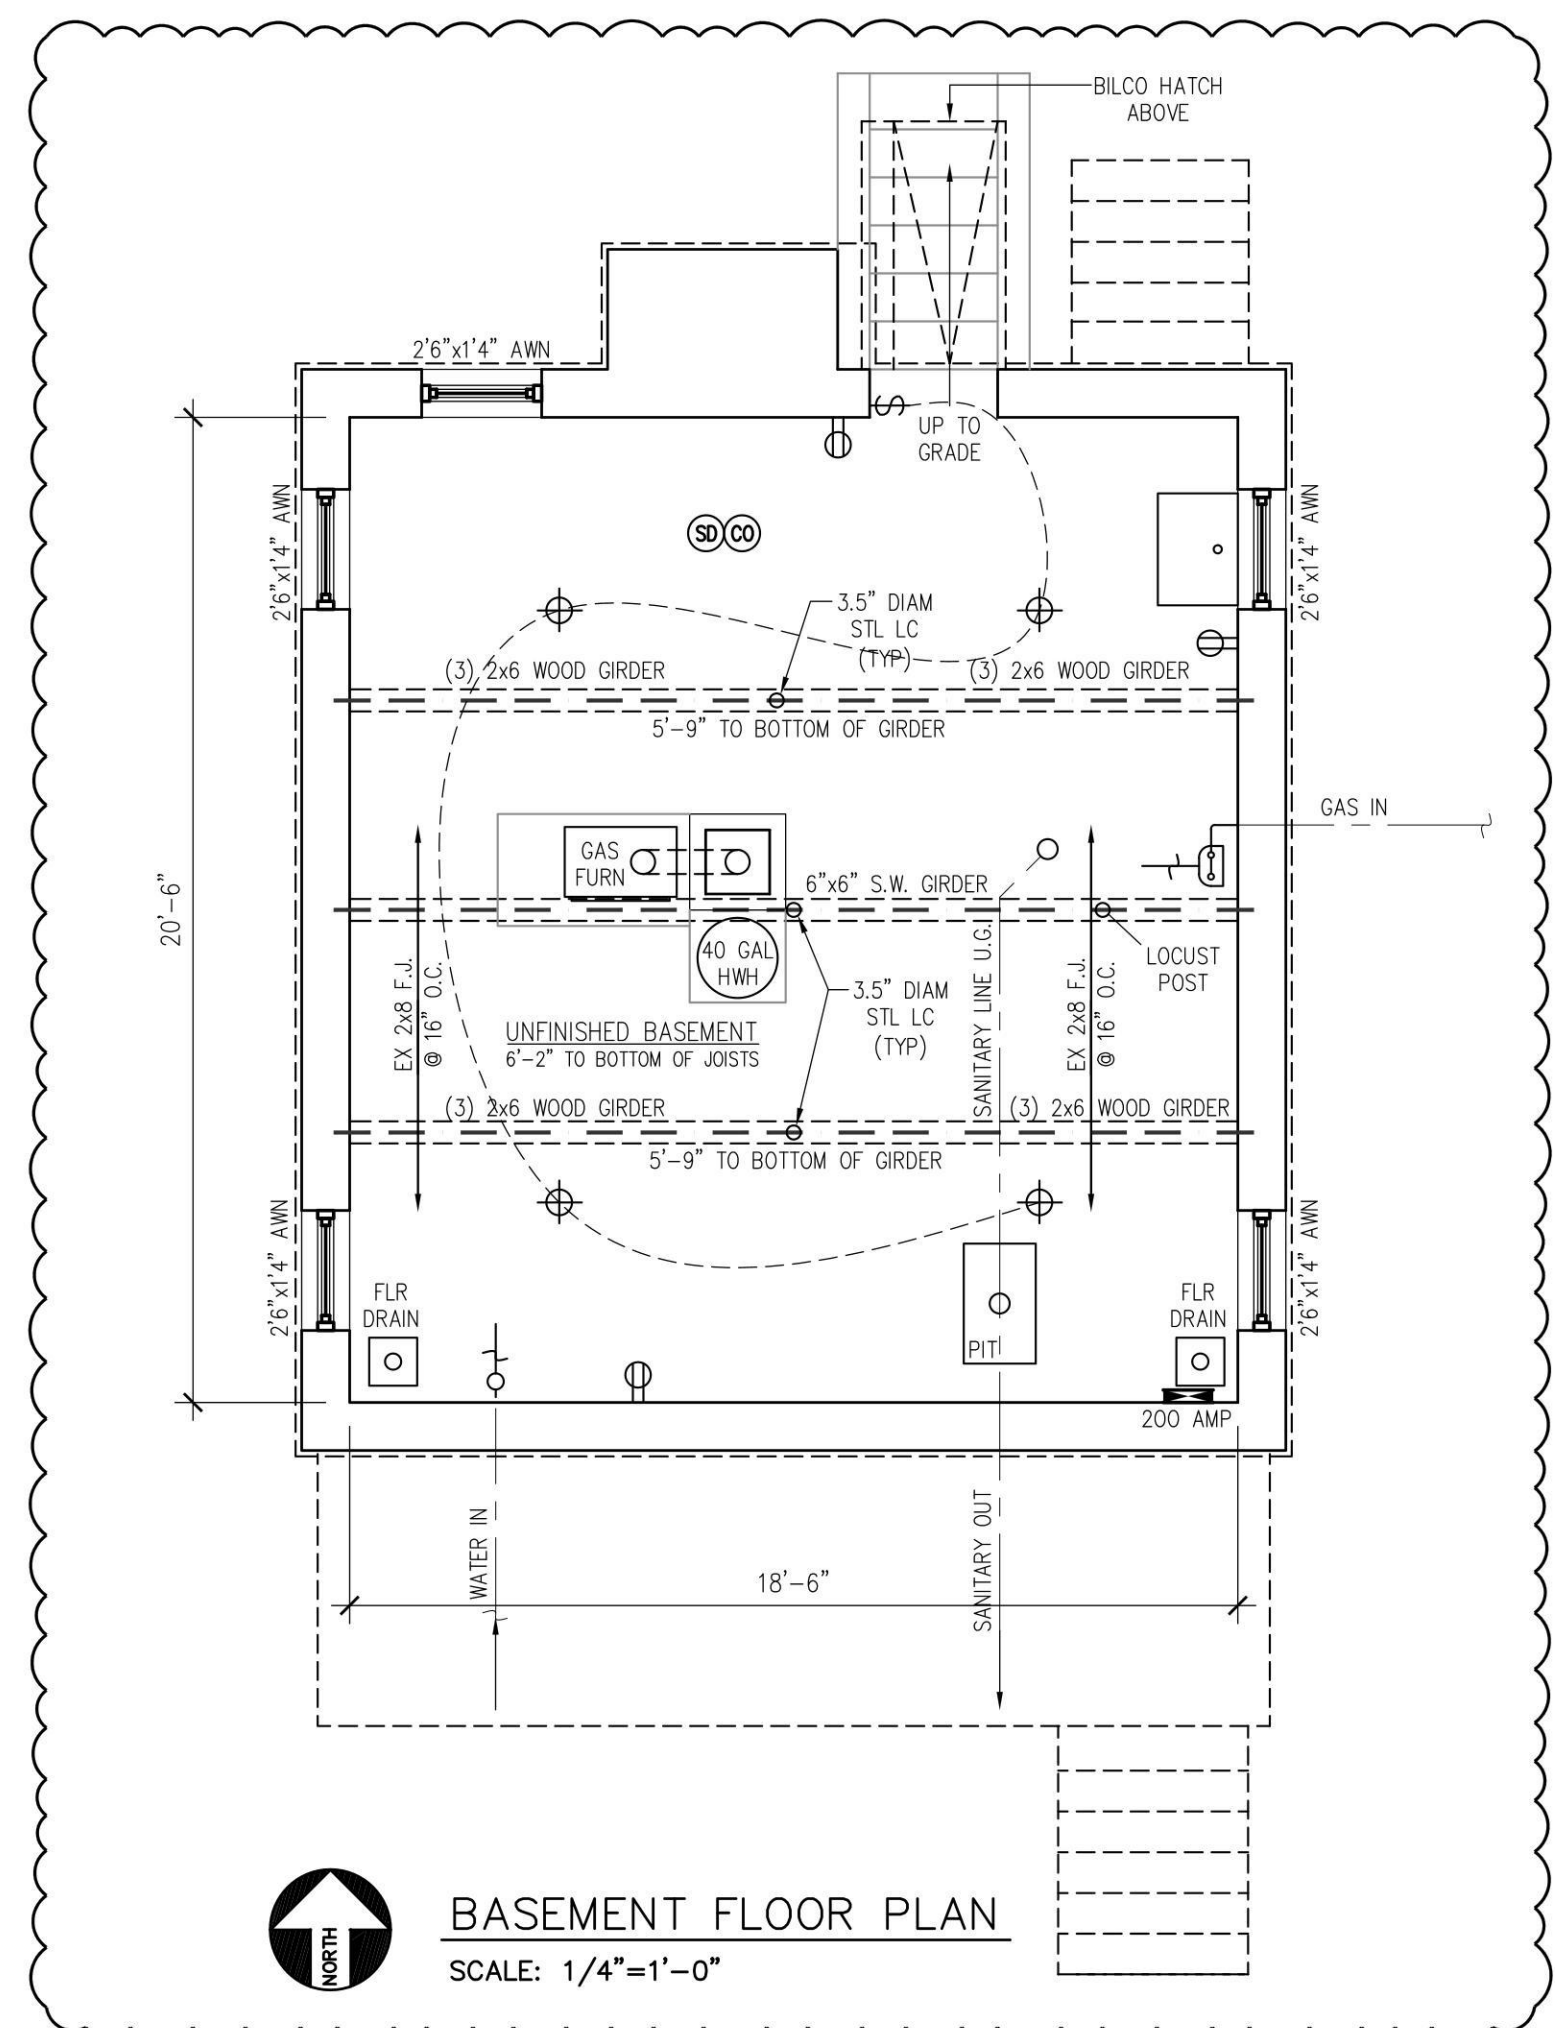 BILCO HATCH
ABOVE
2'6"x1'4" AWN
S
UP TO
GRADE
2'6"x1'4" AWN
2'6"x1'4" AWN
SD CO
3.5" DIAM
STL LC
(TYP)
(3) 2x6 WOOD GIRDER
(3) 2x6 WOOD GIRDER
5'-9" TO BOTTOM OF GIRDER
GAS IN
GAS
FURN
6"x6" S.W. GIRDER
20'-6"
40 GAL
HWH
LOCUST
POST
EX 2x8 F.J.
@ 16" O.C.
SANITARY LINE U.G.
EX 2x8 F.J.
@ 16" O.C.
3.5" DIAM
STL LC
(TYP)
UNFINISHED BASEMENT
6'-2" TO BOTTOM OF JOISTS
(3) 2x6 WOOD GIRDER
(3) 2x6 WOOD GIRDER
5'-9" TO BOTTOM OF GIRDER
2'6"x1'4" AWN
2'6"x1'4" AWN
FLR
DRAIN
FLR
DRAIN
PIT
200 AMP
WATER IN
SANITARY OUT
18'-6"
NORTH
BASEMENT FLOOR PLAN
SCALE: 1/4"=1'-0"